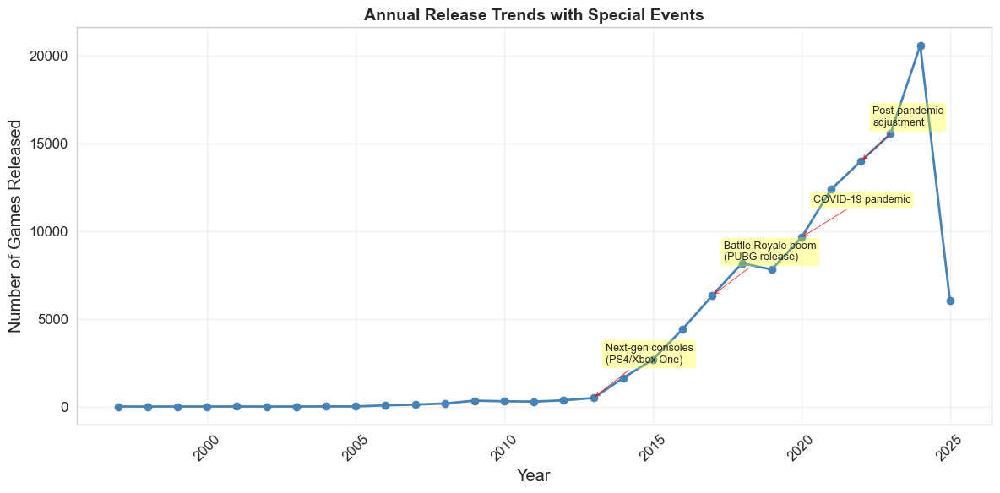 Annual Release Trends with Special Events
Number of Games Released
20000
15000
10000
5000
0
Post-pandemic
adjustment
COVID-19 pandemic
Battle Royale boom
(PUBG release)
Next-gen consoles
(PS4/Xbox One)
2000
2005
2010
2015
2020
2025
Year